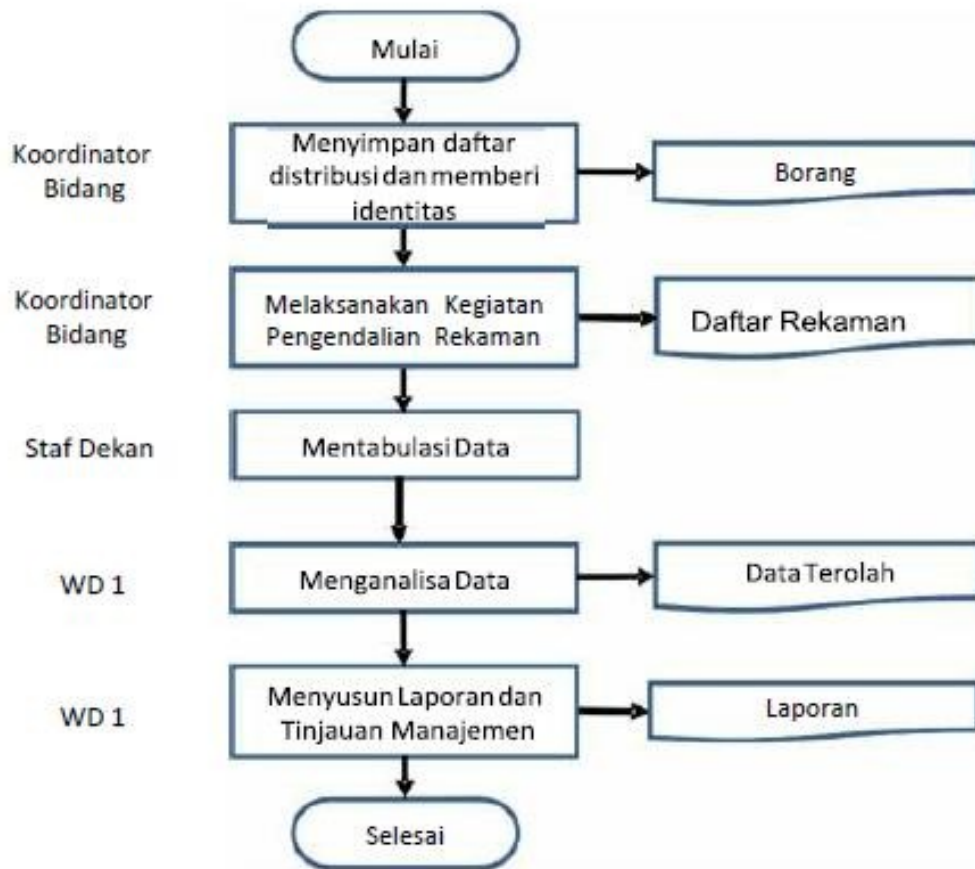 Mulai
Koordinator
Bidang
Menyimpan daftar
distribusi dan memberi
identitas
Borang
Koordinator
Bidang
Melaksanakan Kegiatan
Pengendalian Rekaman
Daftar Rekaman
Staf Dekan
Mentabulasi Data
WD 1
Menganalisa Data
Data Terolah
WD 1
Menyusun Laporan dan
Tinjauan Manajemen
Laporan
Selesai